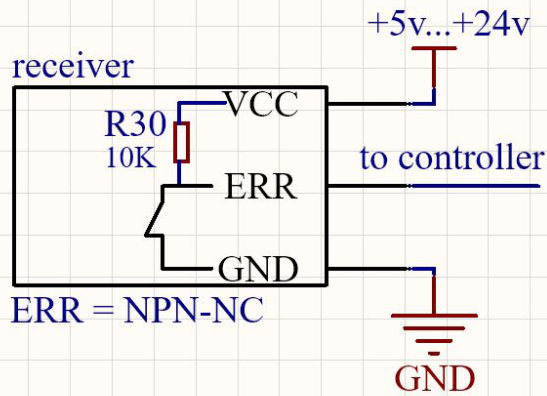 +5v...+24v
receiver
VCC
R30
10K
to controller
ERR
GND
ERR = NPN-NC
GND